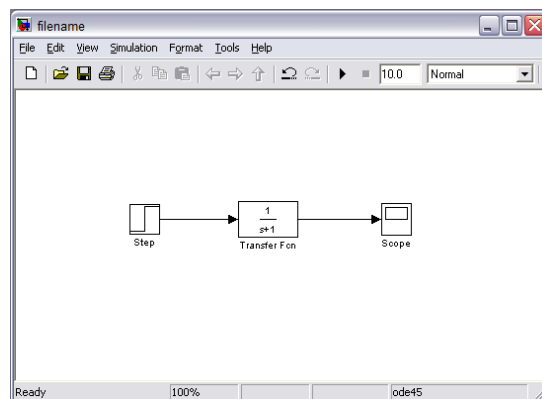 filename
File Edit View Simulation Format Tools Help
10.0 Normal
1
s+1
Step
Transfer Fcn
Scope
Ready 100% ode45